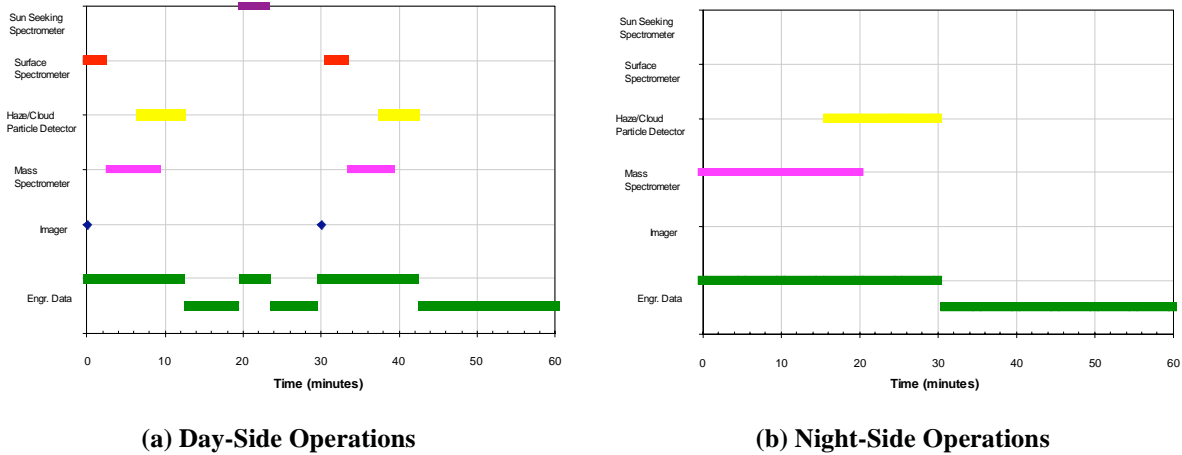 Sun Seeking
Spectrometer
Surface
Spectrometer
Haze/Cloud
Particle Detector
Mass
Spectrometer
Imager
Engr. Data
0 10 20 30 40 50 60
Time (minutes)
(a) Day-Side Operations
Sun Seeking
Spectrometer
Surface
Spectrometer
Haze/Cloud
Particle Detector
Mass
Spectrometer
Imager
Engr. Data
0 10 20 30 40 50 60
Time (minutes)
(b) Night-Side Operations